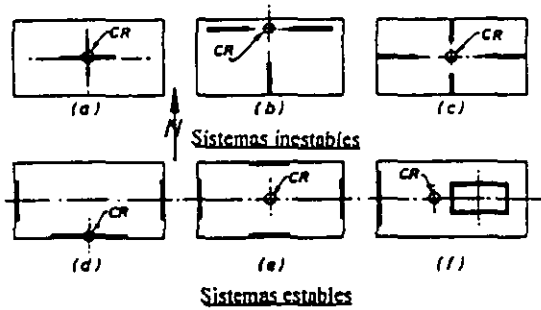 CR CR CR
(a) (b) (c)
N
Sistemas inestables
CR CR CR
(d) (e) (f)
Sistemas estables